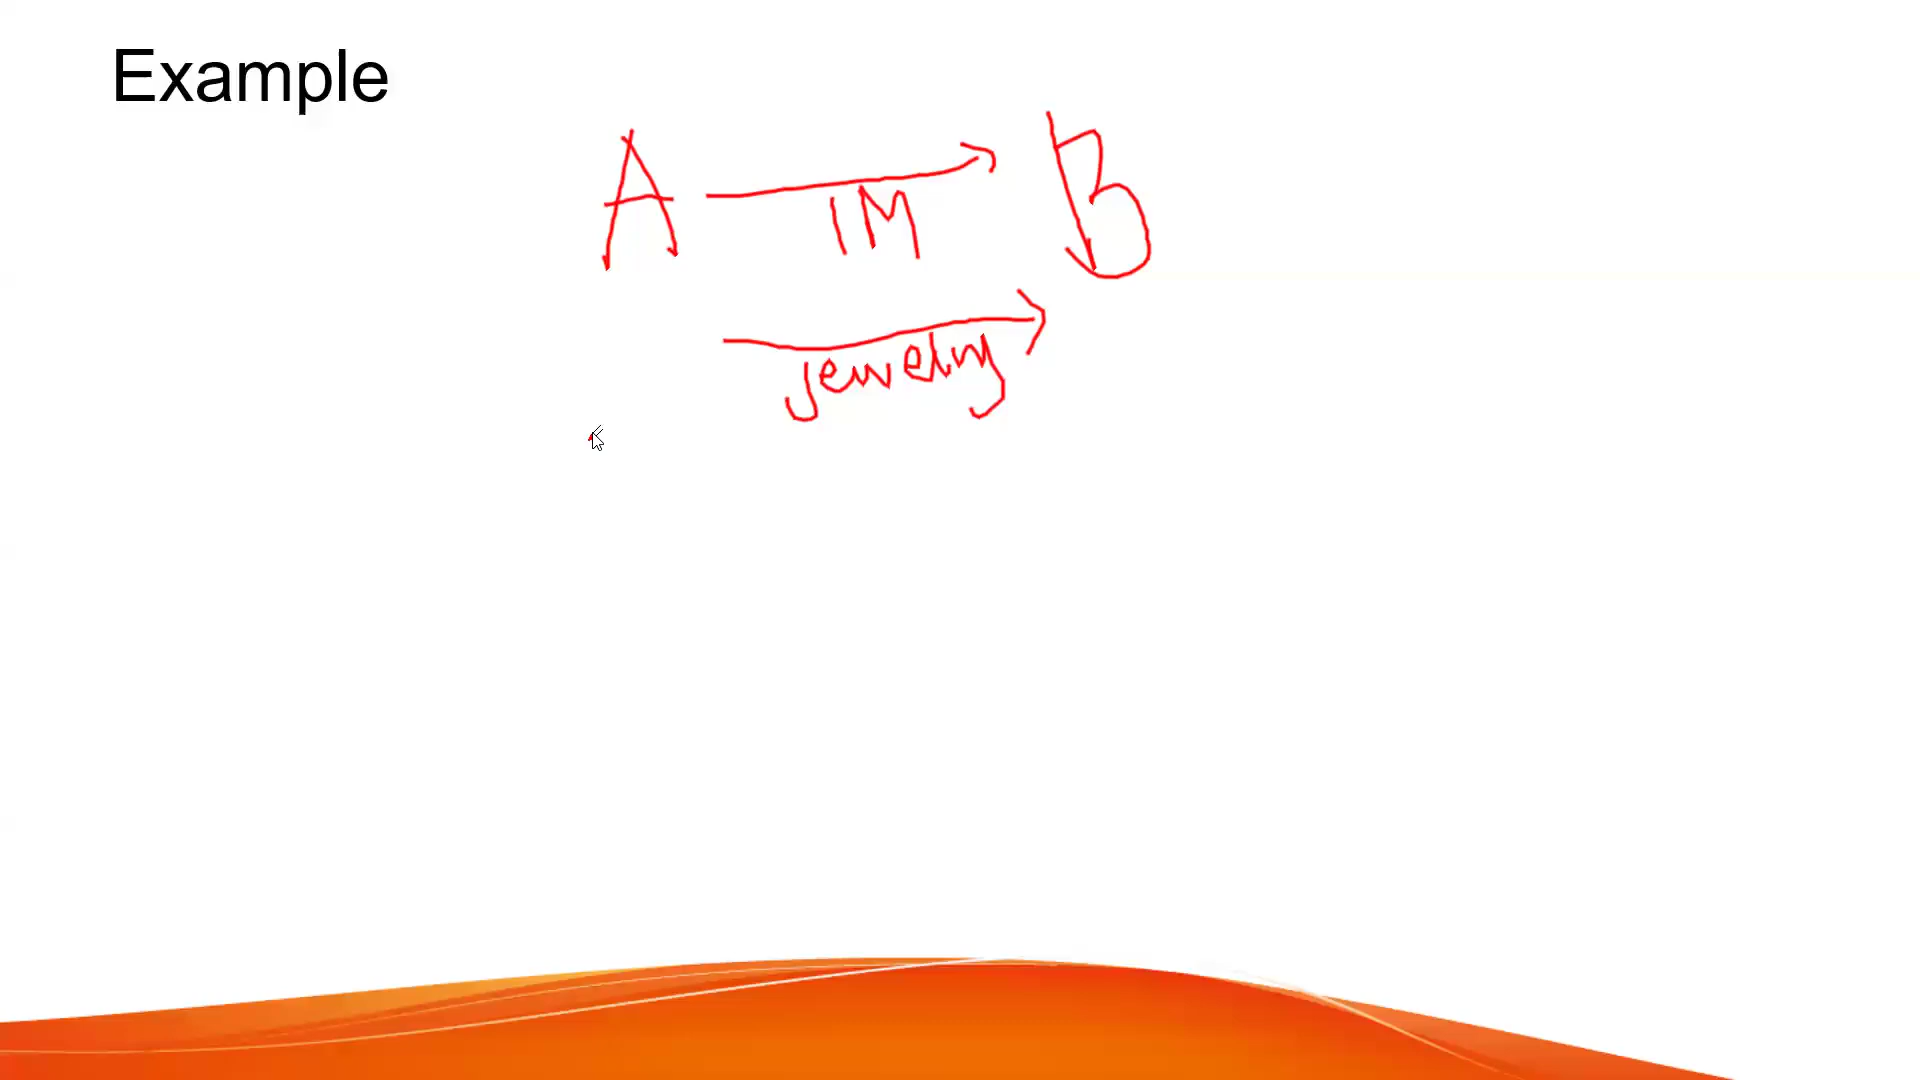 Example
A → B
1M
→
jewelry